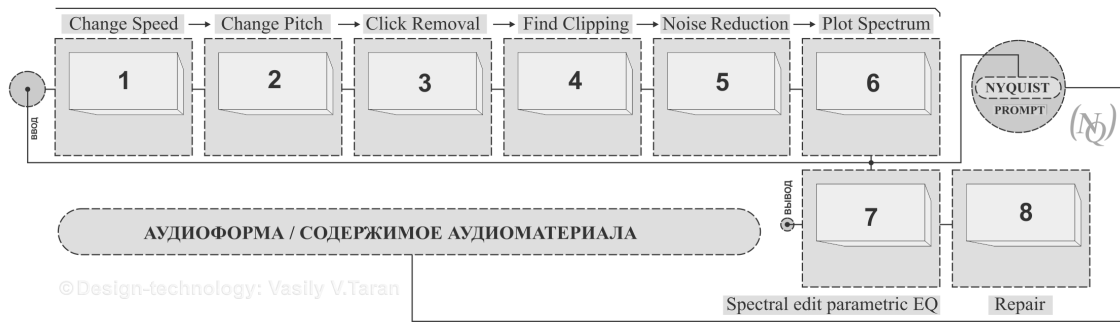 Change Speed
Change Pitch
Click Removal
Find Clipping
Noise Reduction
Plot Spectrum
1
2
3
4
5
6
ВВОД
NYQUIST
PROMPT
(NQ)
7
8
ВЫВОД
АУДИОФОРМА / СОДЕРЖИМОЕ АУДИОМАТЕРИАЛА
©Design-technology: Vasily V.Taran
Spectral edit parametric EQ
Repair